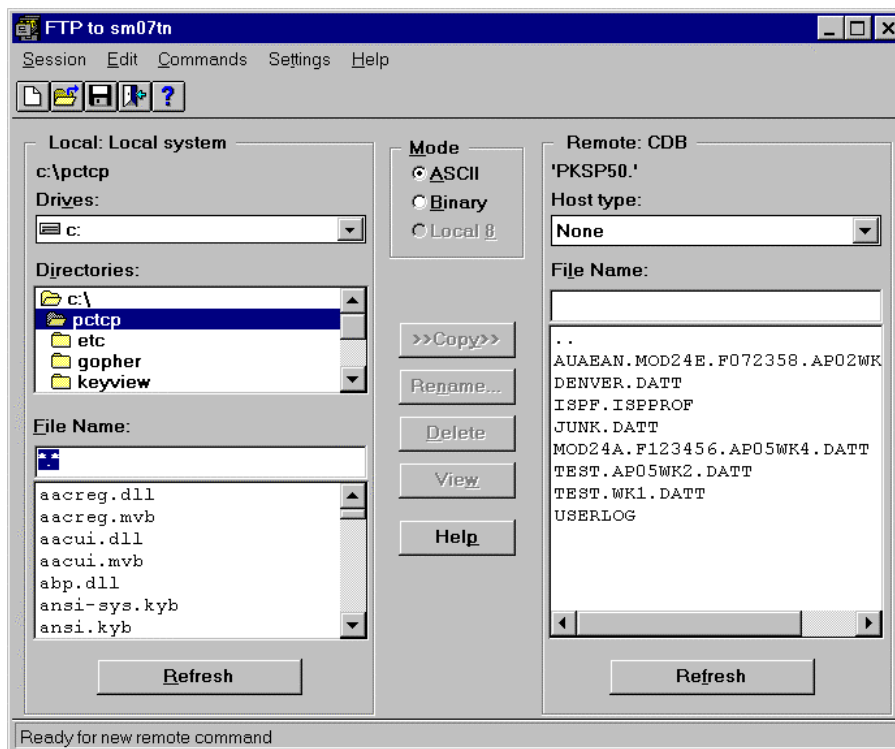 FTP to sm07tn
Session Edit Commands Settings Help
Local: Local system
c:\pctcp
Drives:
c:
Directories:
c:\
pctcp
etc
gopher
keyview
File Name:
*.*
aacreg.dll
aacreg.mvb
aacui.dll
aacui.mvb
abp.dll
ansi-sys.kyb
ansi.kyb
Refresh
Mode
ASCII
Binary
Local 8
>>Copy>>
Rename...
Delete
View
Help
Remote: CDB
'PKSP50.'
Host type:
None
File Name:
..
AUAEAN.MOD24E.F072358.AP02WK
DENVER.DATT
ISPF.ISPPROF
JUNK.DATT
MOD24A.F123456.AP05WK4.DATT
TEST.AP05WK2.DATT
TEST.WK1.DATT
USERLOG
Refresh
Ready for new remote command